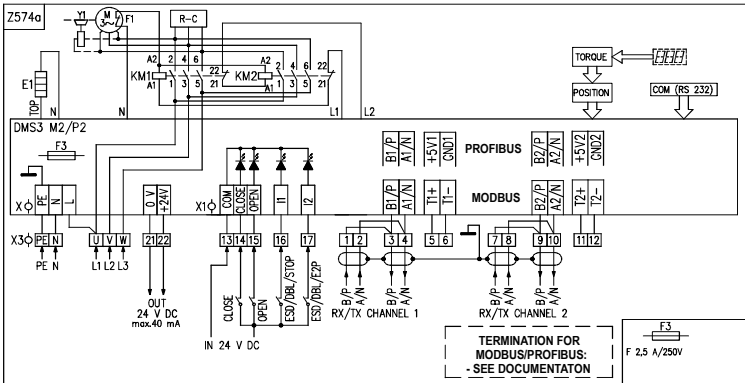 Z574a
Y1
M
3~
F1
R-C
E1
TOP
N
N
A2 2 4 6 22
KM1
A1 1 3 5 21
A2 2 4 6 22
KM2
A1 1 3 5 21
L1
L2
TORQUE
POSITION
COM (RS 232)
DMS3 M2/P2
F3
B1/P
A1/N
+5V1
GND1
PROFIBUS
B2/P
A2/N
+5V2
GND2
X
PE
N
L
0 V
+24V
X1
COM
CLOSE
OPEN
I1
I2
B1/P
A1/N
T1+
T1-
MODBUS
B2/P
A2/N
T2+
T2-
X3
PE N
U V W
21 22
13 14 15
16
17
1 2
3 4
5 6
7 8
9 10
11 12
PE N
L1 L2 L3
OUT
24 V DC
max.40 mA
CLOSE
OPEN
ESD/DBL/STOP
ESD/DBL/E2P
IN 24 V DC
B/P
A/N
B/P
A/N
RX/TX CHANNEL 1
B/P
A/N
B/P
A/N
RX/TX CHANNEL 2
TERMINATION FOR
MODBUS/PROFIBUS:
- SEE DOCUMENTATON
F3
F 2,5 A/250V